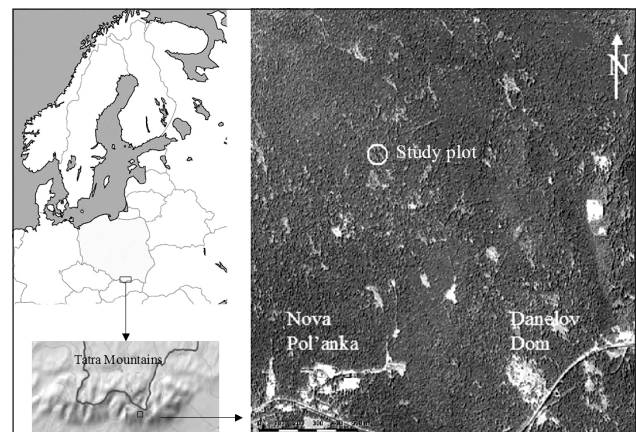 N
Study plot
Nova
Pol'anka
Danelov
Dom
Tatra Mountains